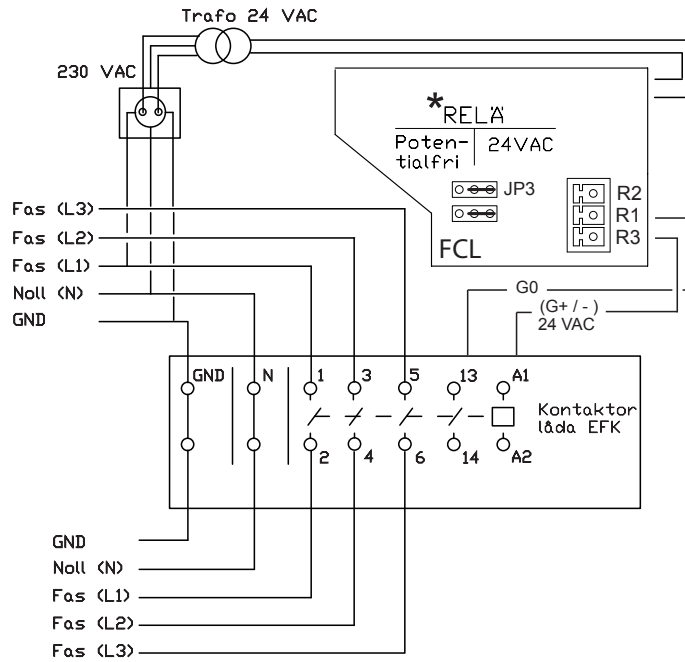 Trafo 24 VAC
230 VAC
*RELÄ
Poten-
tialfri
24VAC
JP3
R2
R1
R3
FCL
Fas (L3)
Fas (L2)
Fas (L1)
Noll (N)
GND
G0
(G+ / - )
24 VAC
GND N 1 3 5 13 A1
Kontaktor
låda EFK
2 4 6 14 A2
GND
Noll (N)
Fas (L1)
Fas (L2)
Fas (L3)